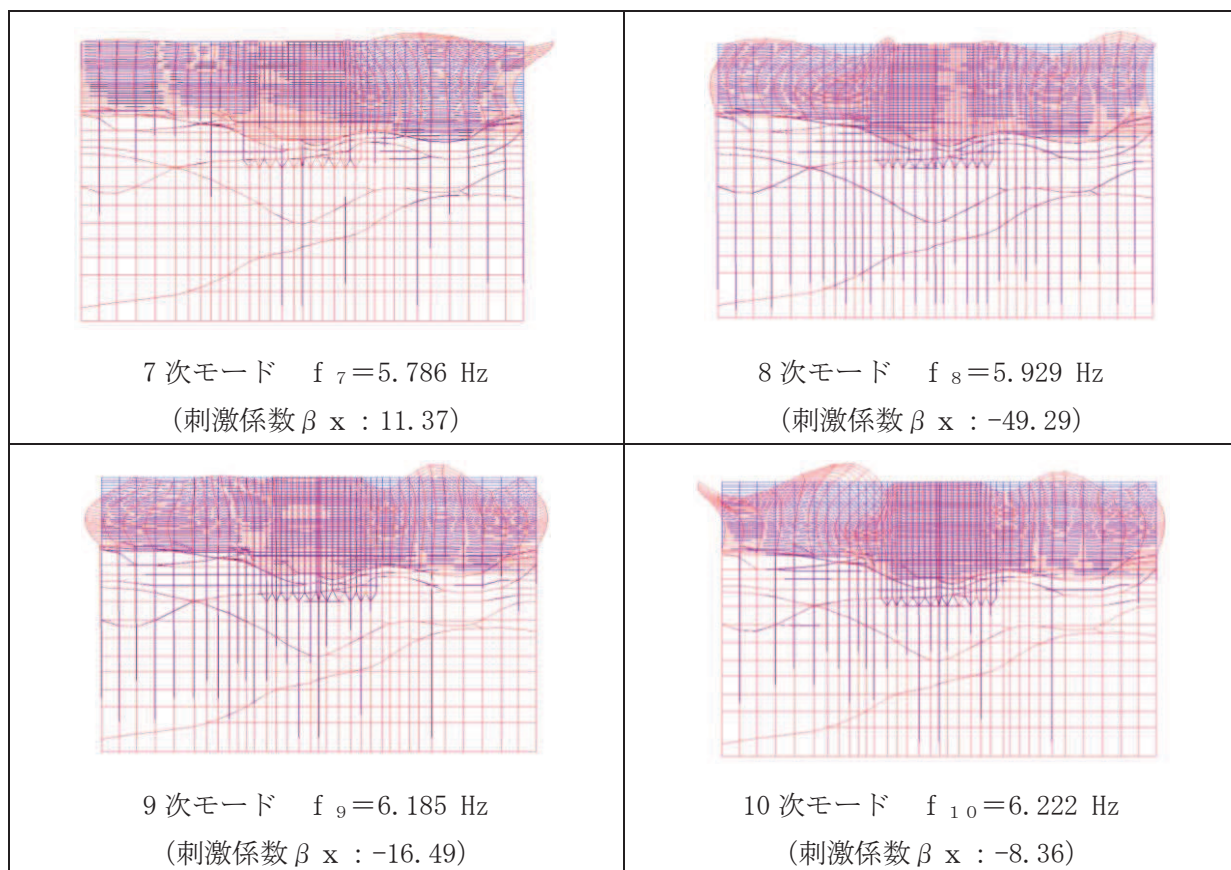 7次モード f ₇=5.786 Hz
(刺激係数β x : 11.37)
8次モード f ₈=5.929 Hz
(刺激係数β x : -49.29)
9次モード f ₉=6.185 Hz
(刺激係数β x : -16.49)
10次モード f ₁₀=6.222 Hz
(刺激係数β x : -8.36)